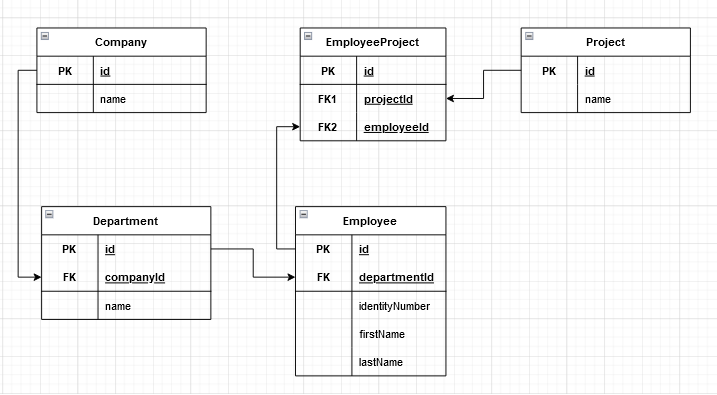 Company
PK id
name
EmployeeProject
PK id
FK1 projectId
FK2 employeeId
Project
PK id
name
Department
PK id
FK companyId
name
Employee
PK id
FK departmentId
identityNumber
firstName
lastName